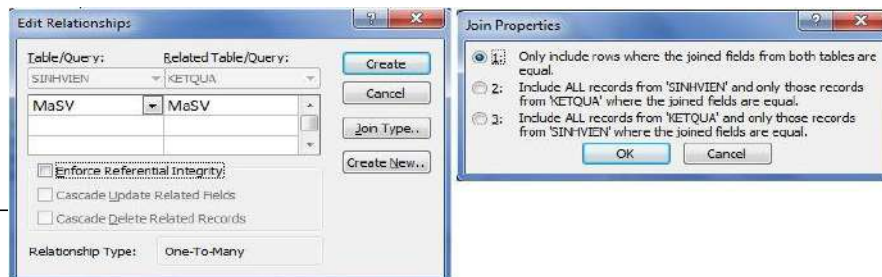 Edit Relationships
Table/Query: Related Table/Query:
SINHVIEN KETQUA
MaSV MaSV
Enforce Referential Integrity
Cascade Update Related Fields
Cascade Delete Related Records
Relationship Type: One-To-Many
Create
Cancel
Join Type..
Create New..
Join Properties
1: Only include rows where the joined fields from both tables are
equal.
2: Include ALL records from 'SINHVIEN' and only those records
from 'KETQUA' where the joined fields are equal.
3: Include ALL records from 'KETQUA' and only those records
from 'SINHVIEN' where the joined fields are equal.
OK Cancel